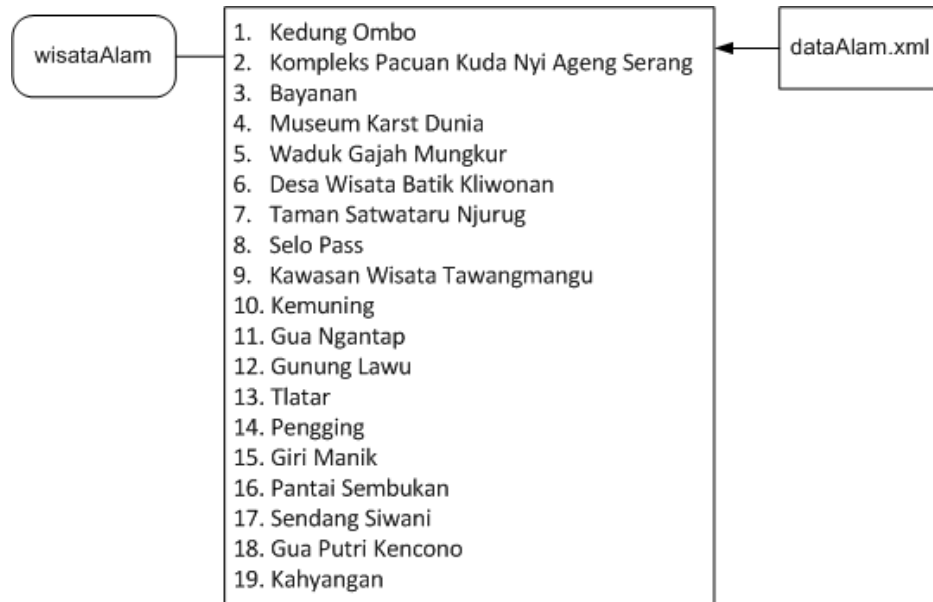 wisataAlam
1. Kedung Ombo
2. Kompleks Pacuan Kuda Nyi Ageng Serang
3. Bayanan
4. Museum Karst Dunia
5. Waduk Gajah Mungkur
6. Desa Wisata Batik Kliwonan
7. Taman Satwataru Njurug
8. Selo Pass
9. Kawasan Wisata Tawangmangu
10. Kemuning
11. Gua Ngantap
12. Gunung Lawu
13. Tlatar
14. Pengging
15. Giri Manik
16. Pantai Sembukan
17. Sendang Siwani
18. Gua Putri Kencono
19. Kahyangan
dataAlam.xml